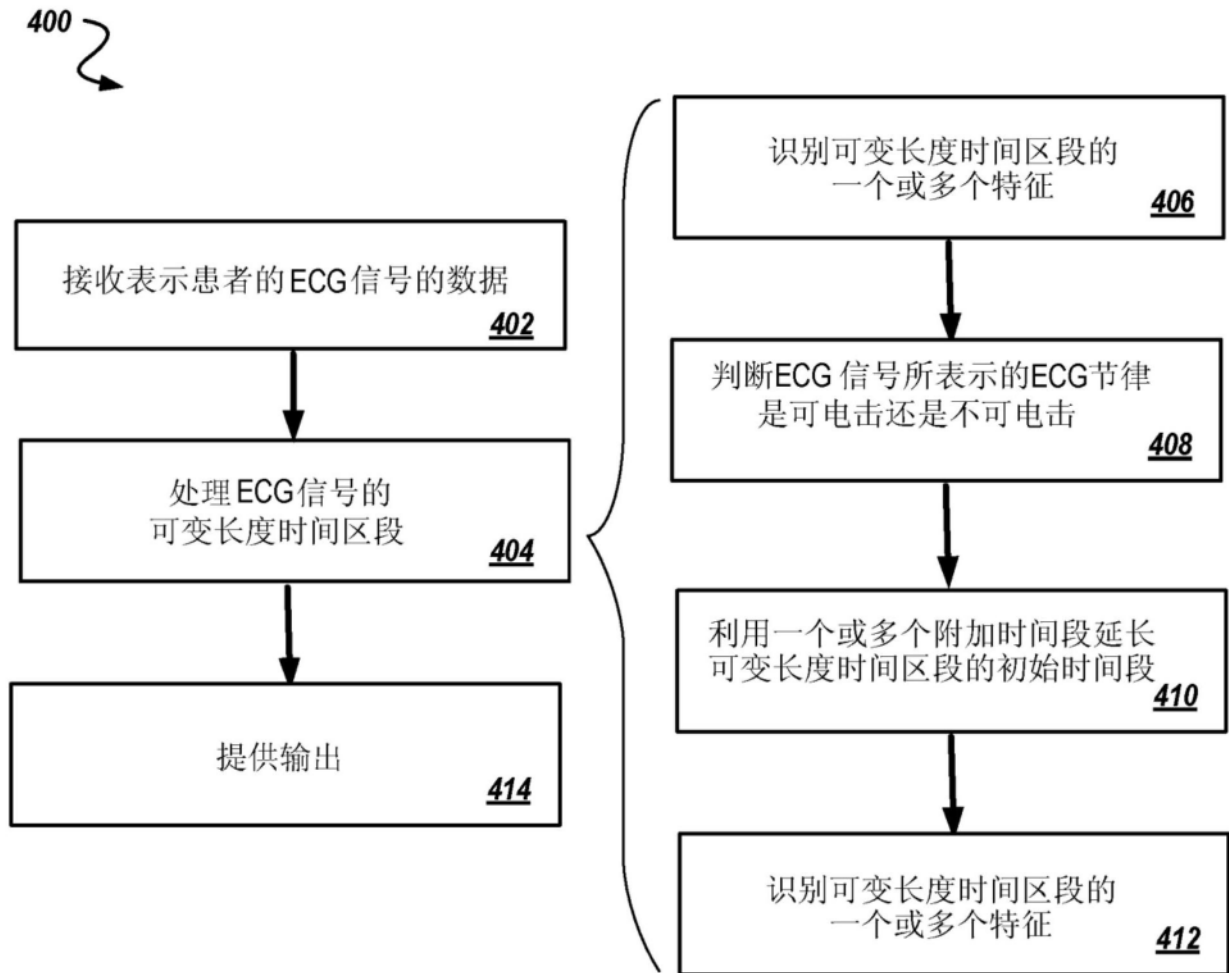 400
接收表示患者的ECG信号的数据
402
处理ECG信号的
可变长度时间区段
404
提供输出
414
识别可变长度时间区段的
一个或多个特征
406
判断ECG 信号所表示的ECG节律
是可电击还是不可电击
408
利用一个或多个附加时间段延长
可变长度时间区段的初始时间段
410
识别可变长度时间区段的
一个或多个特征
412